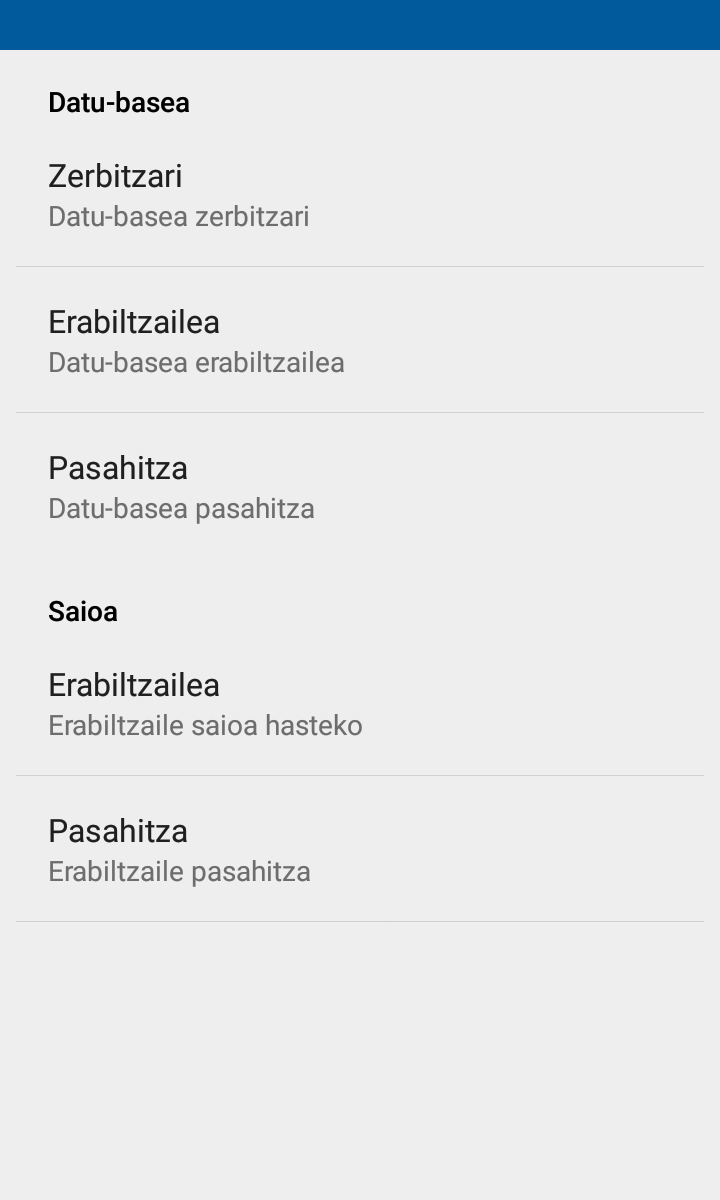 Datu-basea
Zerbitzari
Datu-basea zerbitzari
Erabiltzailea
Datu-basea erabiltzailea
Pasahitza
Datu-basea pasahitza
Saioa
Erabiltzailea
Erabiltzaile saioa hasteko
Pasahitza
Erabiltzaile pasahitza